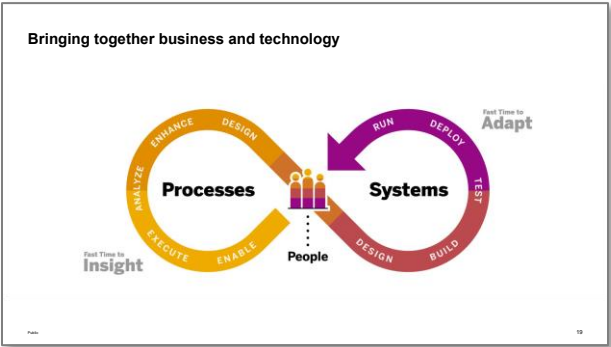 Bringing together business and technology
ENHANCE
DESIGN
ANALYZE
Processes
EXECUTE
ENABLE
Fast Time to
Insight
People
RUN
DEPLOY
TEST
Systems
DESIGN
BUILD
Fast Time to
Adapt
Public
19